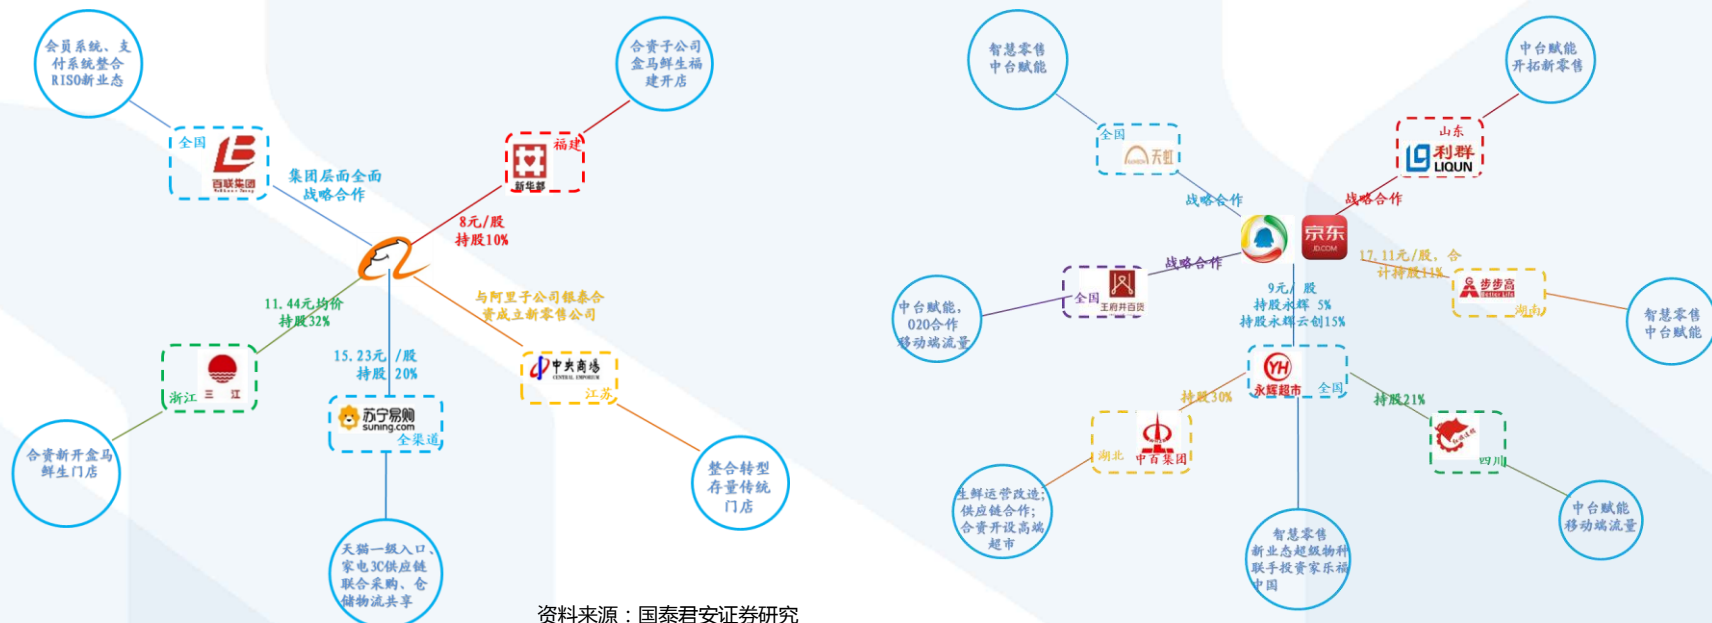 会员系统、支
付系统整合
RISO新业态
合资子公司
盒马鲜生福
建开店
全国
百联集团
福建
新华都
集团层面全面
战略合作
8元/股
持股10%
11.44元均价
持股32%
与阿里子公司银泰合
资成立新零售公司
15.23元 /股
持股 20%
三 江
浙江
苏宁易购
suning.com
全渠道
中央商场
CENTRAL EMPORIUM
江苏
合资新开盒马
鲜生门店
天猫一级入口、
家电3C供应链
联合采购、仓
储物流共享
整合转型
存量传统
门店
智慧零售
中台赋能
中台赋能
开拓新零售
全国
天虹
山东
利群
LIQUN
战略合作
战略合作
京东
JD.COM
战略合作
全国
王府井百货
17.11元/股, 合
计持股11%
步步高
Better Life
湖南
9元/ 股
持股永辉 5%
持股永辉云创15%
中台赋能,
O2O合作
移动端流量
智慧零售
中台赋能
YH
永辉超市
全国
持股30%
持股21%
湖北
中百集团
四川
生鲜运营改造;
供应链合作;
合资开设高端
超市
智慧零售
新业态超级物种
联手投资家乐福
中国
中台赋能
移动端流量
资料来源：国泰君安证券研究